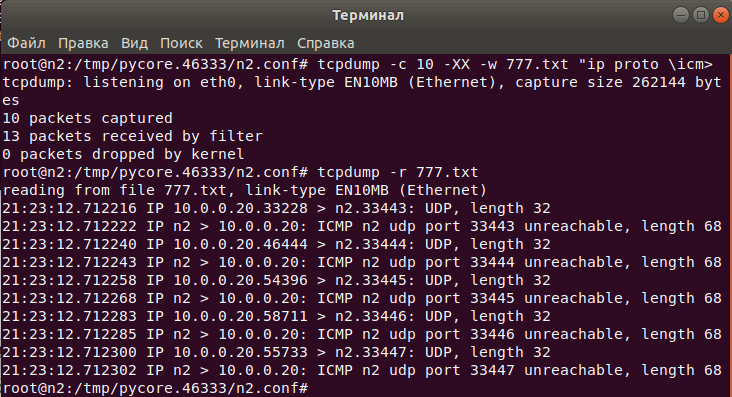 Терминал
Файл Правка Вид Поиск Терминал Справка
root@n2:/tmp/pycore.46333/n2.conf# tcpdump -c 10 -XX -w 777.txt "ip proto \icm>
tcpdump: listening on eth0, link-type EN10MB (Ethernet), capture size 262144 byt
es
10 packets captured
13 packets received by filter
0 packets dropped by kernel
root@n2:/tmp/pycore.46333/n2.conf# tcpdump -r 777.txt
reading from file 777.txt, link-type EN10MB (Ethernet)
21:23:12.712216 IP 10.0.0.20.33228 > n2.33443: UDP, length 32
21:23:12.712222 IP n2 > 10.0.0.20: ICMP n2 udp port 33443 unreachable, length 68
21:23:12.712240 IP 10.0.0.20.46444 > n2.33444: UDP, length 32
21:23:12.712243 IP n2 > 10.0.0.20: ICMP n2 udp port 33444 unreachable, length 68
21:23:12.712258 IP 10.0.0.20.54396 > n2.33445: UDP, length 32
21:23:12.712268 IP n2 > 10.0.0.20: ICMP n2 udp port 33445 unreachable, length 68
21:23:12.712283 IP 10.0.0.20.58711 > n2.33446: UDP, length 32
21:23:12.712285 IP n2 > 10.0.0.20: ICMP n2 udp port 33446 unreachable, length 68
21:23:12.712300 IP 10.0.0.20.55733 > n2.33447: UDP, length 32
21:23:12.712302 IP n2 > 10.0.0.20: ICMP n2 udp port 33447 unreachable, length 68
root@n2:/tmp/pycore.46333/n2.conf#